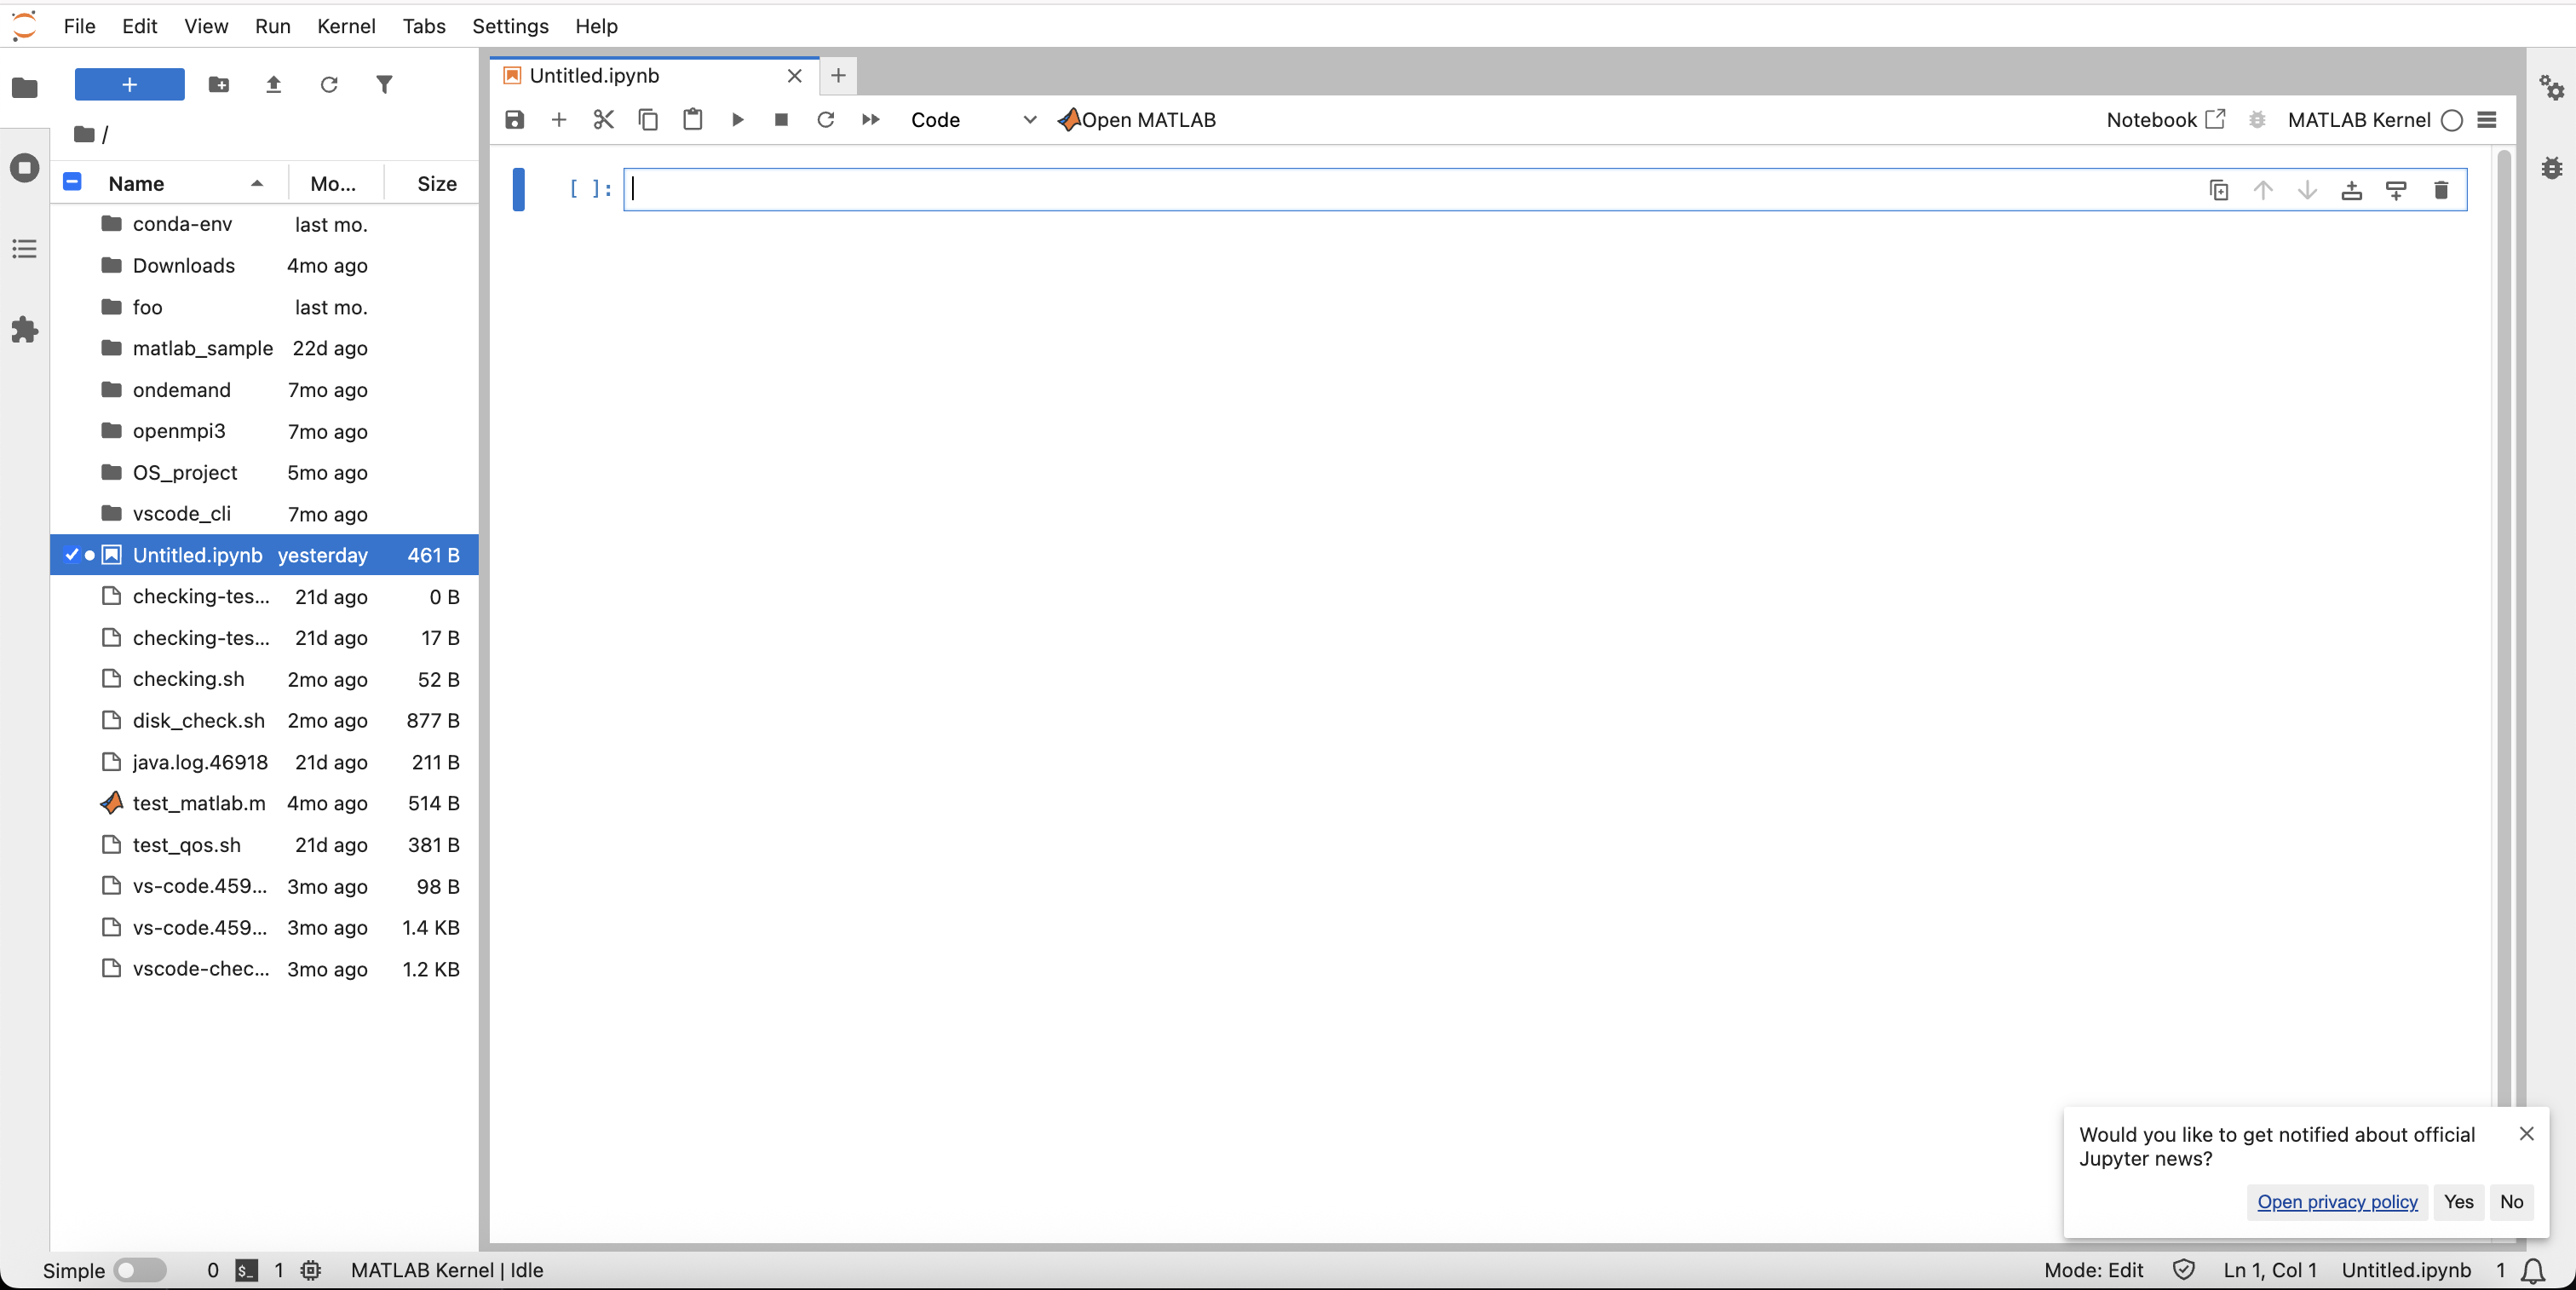 File Edit View Run Kernel Tabs Settings Help
Untitled.ipynb
Code Open MATLAB Notebook MATLAB Kernel
/
Name Mo... Size
[ ]:
conda-env last mo.
Downloads 4mo ago
foo last mo.
matlab_sample 22d ago
ondemand 7mo ago
openmpi3 7mo ago
OS_project 5mo ago
vscode_cli 7mo ago
Untitled.ipynb yesterday 461 B
checking-tes... 21d ago 0 B
checking-tes... 21d ago 17 B
checking.sh 2mo ago 52 B
disk_check.sh 2mo ago 877 B
java.log.46918 21d ago 211 B
test_matlab.m 4mo ago 514 B
test_qos.sh 21d ago 381 B
vs-code.459... 3mo ago 98 B
vs-code.459... 3mo ago 1.4 KB
vscode-chec... 3mo ago 1.2 KB
Would you like to get notified about official
Jupyter news?
Open privacy policy Yes No
Simple 0 $_ 1 MATLAB Kernel | Idle Mode: Edit Ln 1, Col 1 Untitled.ipynb 1